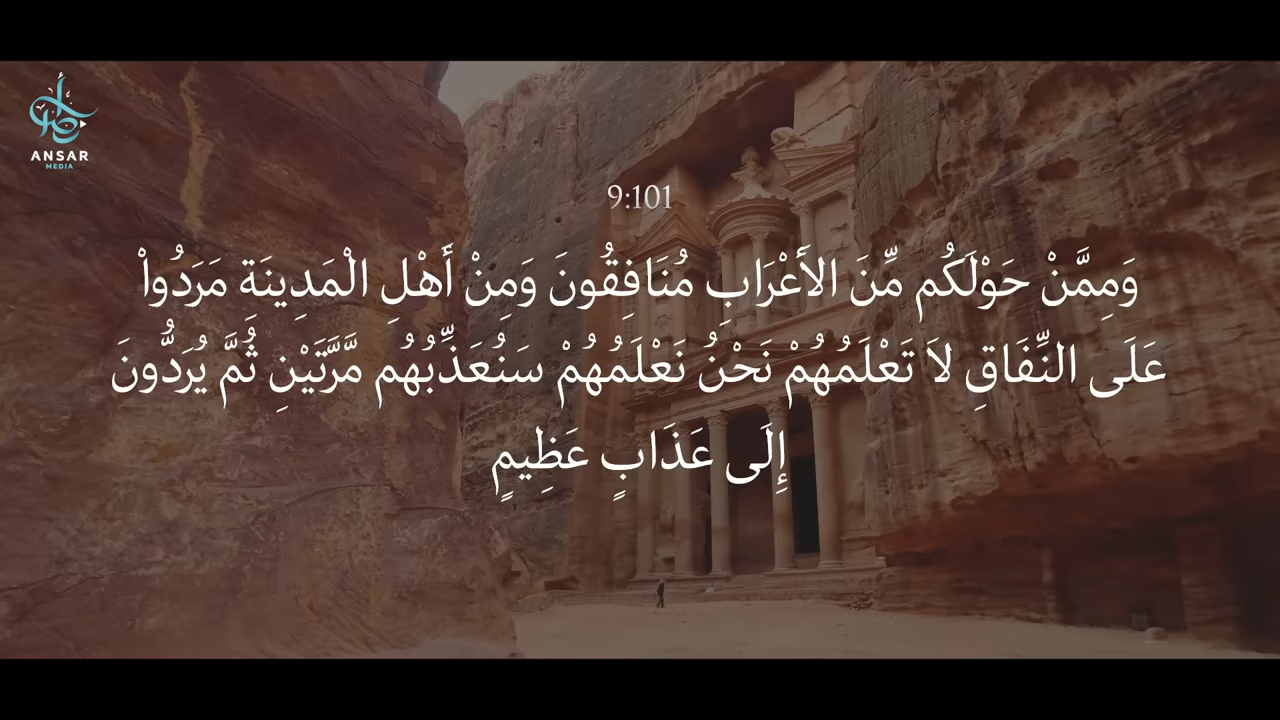 ANSAR
MEDIA
9:101
وَمِمَّنْ حَوْلَكُم مِّنَ الأَعْرَابِ مُنَافِقُونَ وَمِنْ أَهْلِ الْمَدِينَةِ مَرَدُواْ
عَلَى النِّفَاقِ لاَ تَعْلَمُهُمْ نَحْنُ نَعْلَمُهُمْ سَنُعَذِّبُهُم مَّرَّتَيْنِ ثُمَّ يُرَدُّونَ
إِلَى عَذَابٍ عَظِيمٍ